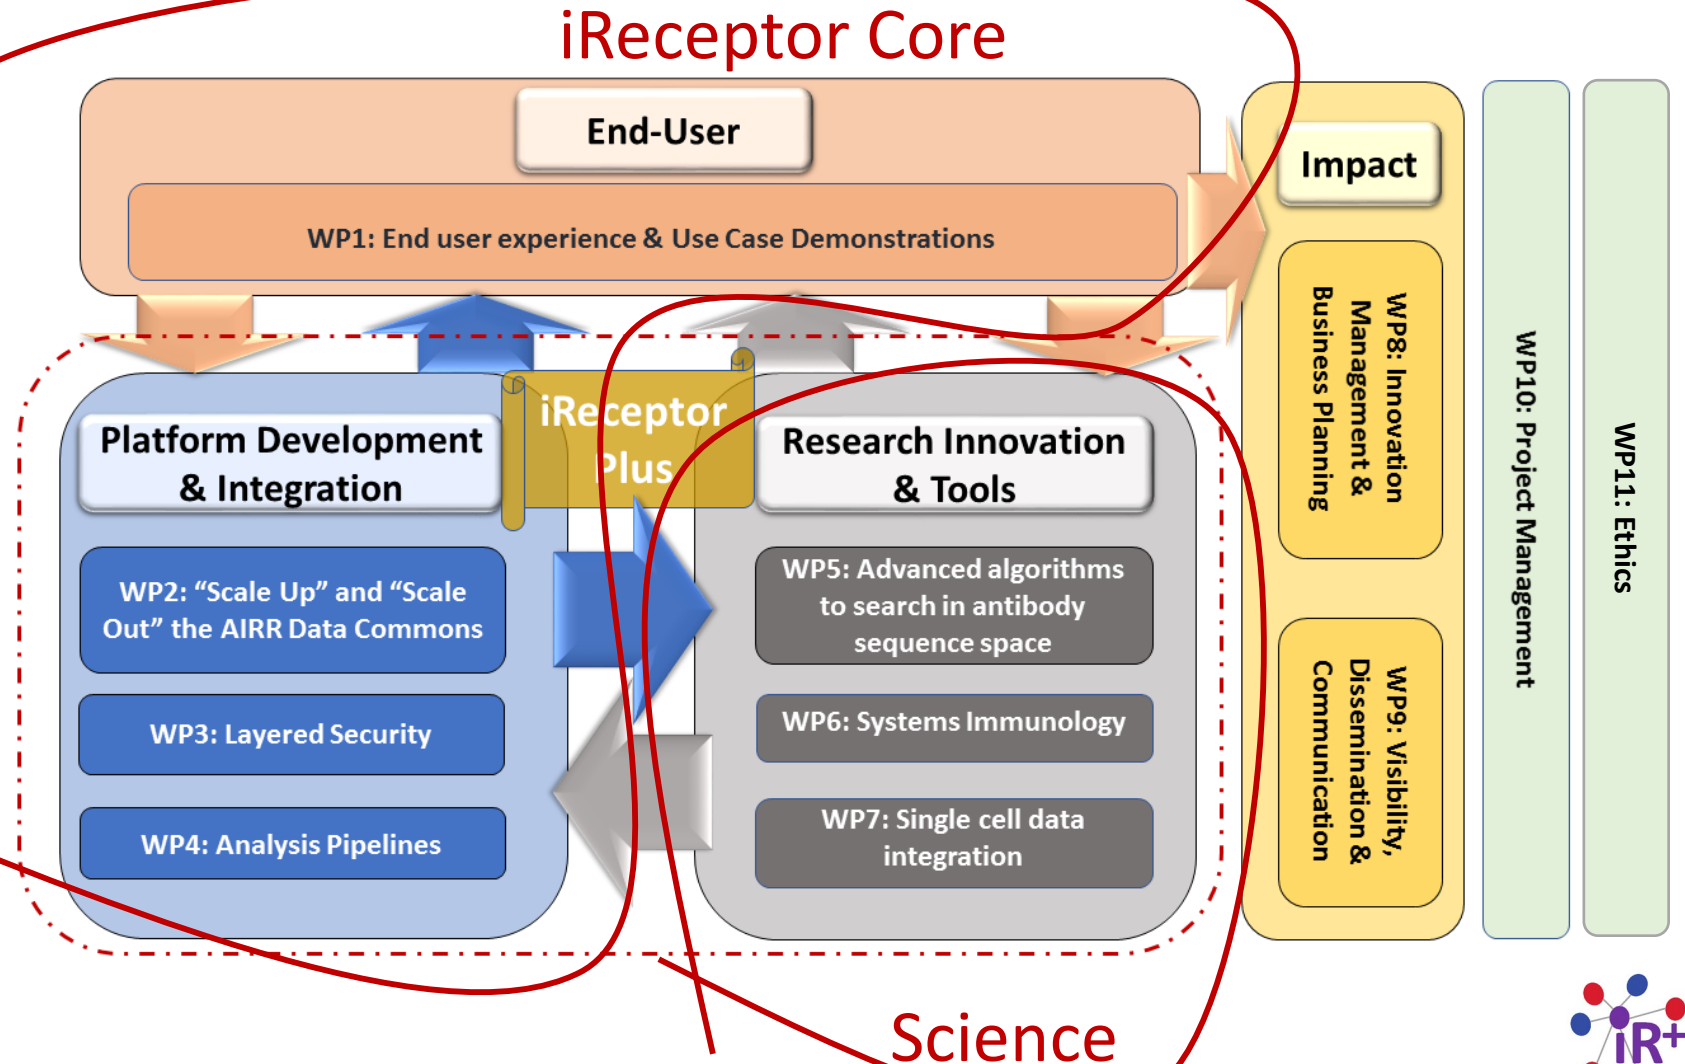 iReceptor Core
End-User
WP1: End user experience & Use Case Demonstrations
Impact
WP8: Innovation
Management &
Business Planning
WP9: Visibility,
Dissemination &
Communication
WP10: Project Management
WP11: Ethics
iReceptor
Plus
Platform Development
& Integration
WP2: “Scale Up” and “Scale
Out” the AIRR Data Commons
WP3: Layered Security
WP4: Analysis Pipelines
Research Innovation
& Tools
WP5: Advanced algorithms
to search in antibody
sequence space
WP6: Systems Immunology
WP7: Single cell data
integration
Science
iR+